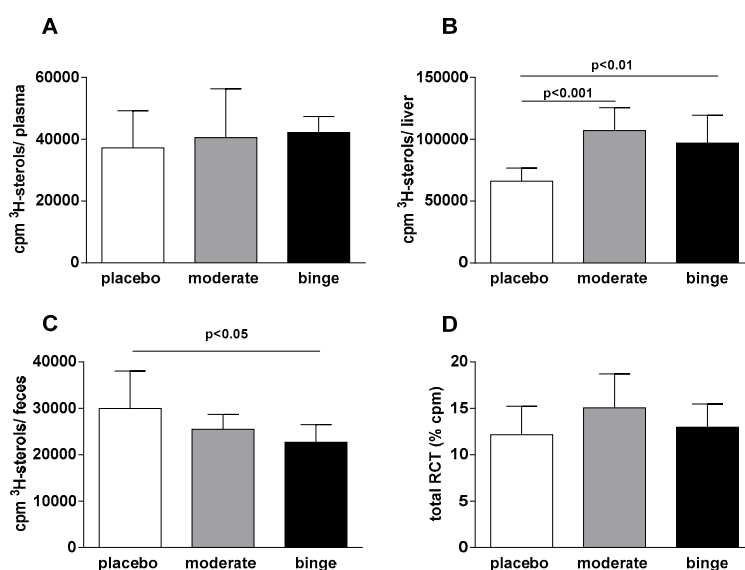 A
cpm ³H-sterols/ plasma
60000
40000
20000
0
placebo moderate binge
B
cpm ³H-sterols/ liver
150000
100000
50000
0
p<0.01
p<0.001
placebo moderate binge
C
cpm ³H-sterols/ feces
40000
30000
20000
10000
0
p<0.05
placebo moderate binge
D
total RCT (% cpm)
20
15
10
5
0
placebo moderate binge